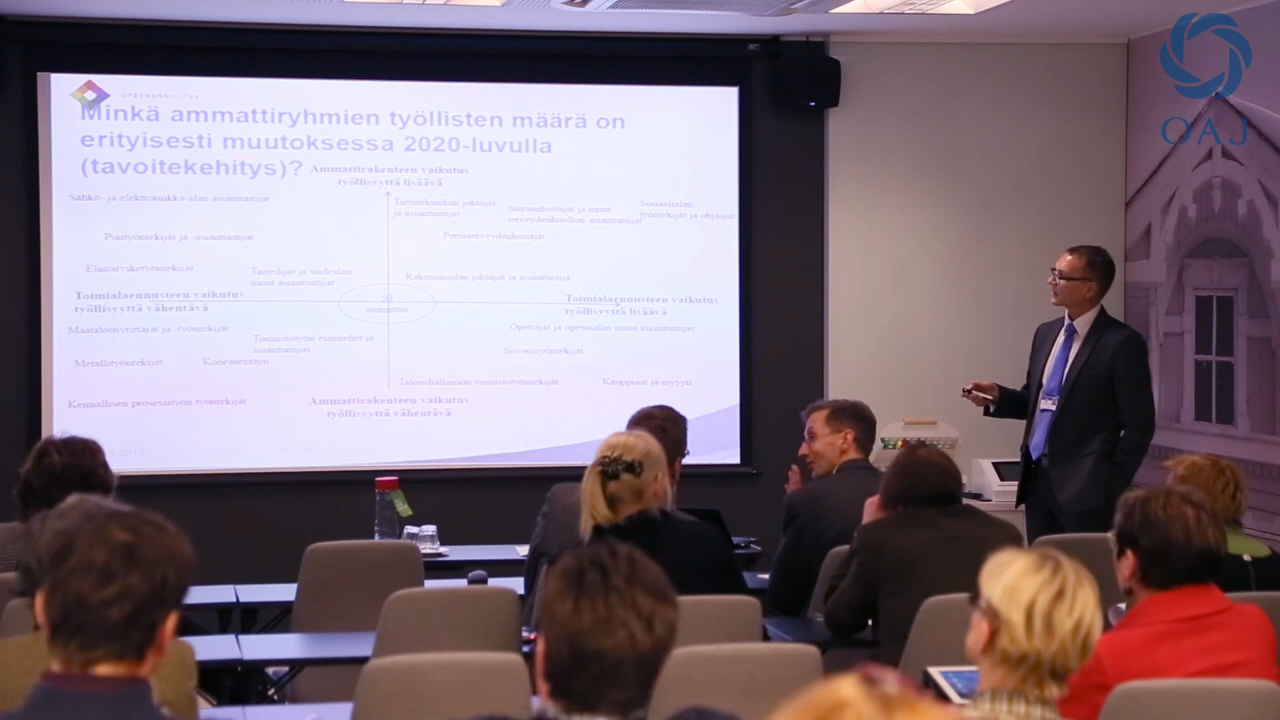 OAJ
OPETUSHALLITUS
Minkä ammattiryhmien työllisten määrä on
erityisesti muutoksessa 2020-luvulla
(tavoitekehitys)?
Ammattirakenteen vaikutus
työllisyyttä lisäävä
Sähkö- ja elektroniikka-alan asiantuntijat
Tietotekniikan johtajat
ja asiantuntijat
Sairaanhoitajat ja muut
terveydenhuollon asiantuntijat
Sosiaalialan
työntekijät ja ohjaajat
Puutyöntekijät ja -asiantuntijat
Perusterveydenhoitajat
Elintarviketyöntekijät
Taiteilijat ja taidealan
muut asiantuntijat
Rakennusalan johtajat ja asiantuntija
Toimialaennusteen vaikutus
työllisyyttä vähentävä
Toimialaennusteen vaikutus
työllisyyttä lisäävä
Maatalousyrittäjät ja -työntekijät
Toimistotyön esimiehet ja
asiantuntijat
Opettajat ja opetusalan muut asiantuntijat
Siivoustyöntekijät
Metallityöntekijät
Koneasentajat
Taloushallinnon toimistotyöntekijät
Kauppiaat ja myyjät
Kemiallisen prosessityön työntekijät
Ammattirakenteen vaikutus
työllisyyttä vähentävä
2013